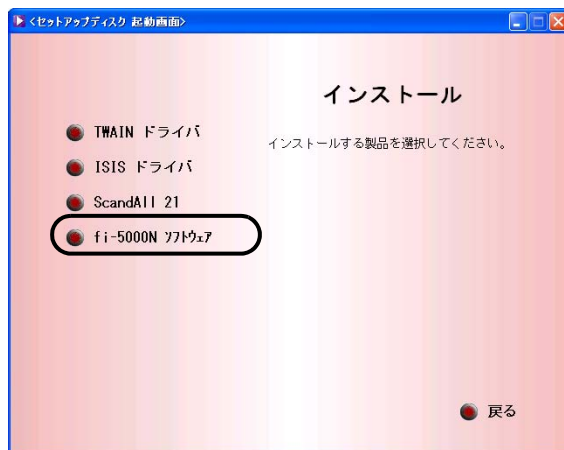 <セットアップディスク 起動画面>
インストール
インストールする製品を選択してください。
TWAIN ドライバ
ISIS ドライバ
ScandAll 21
fi-5000N ソフトウェア
戻る